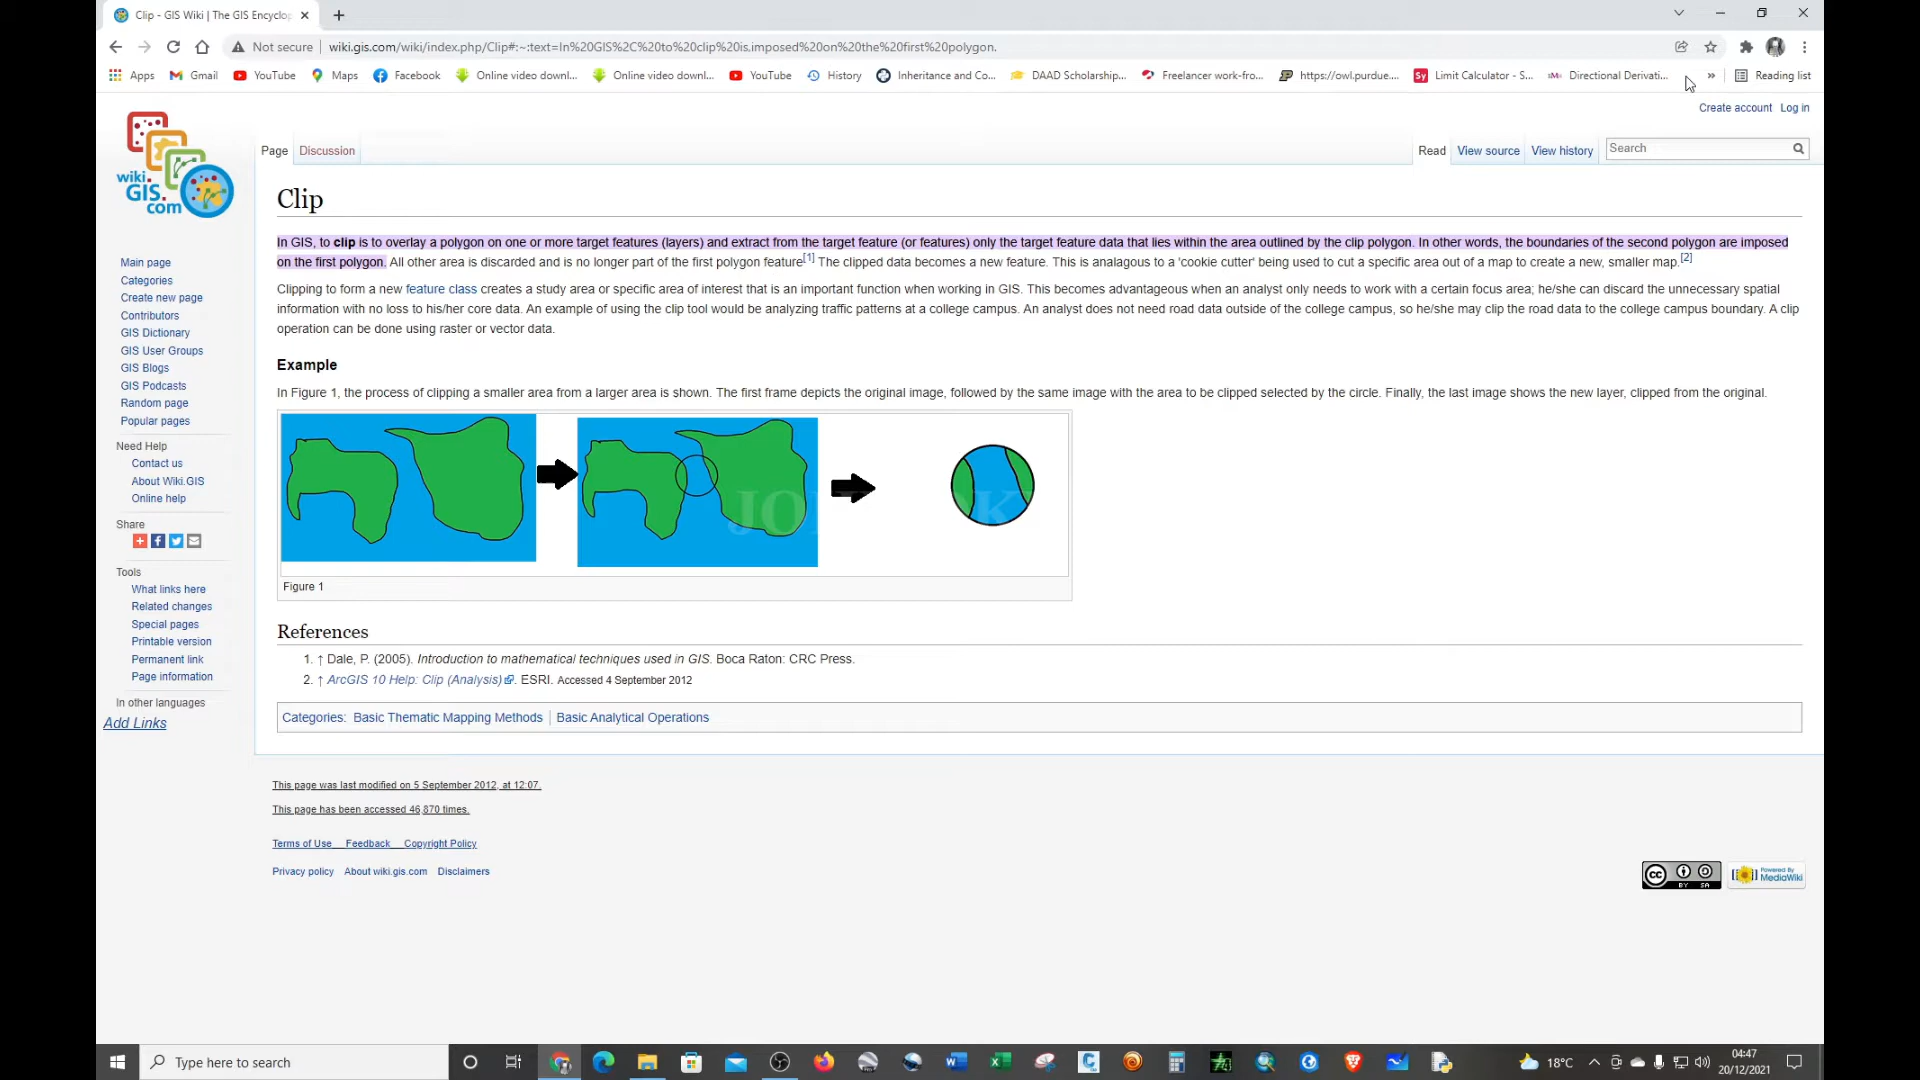 Clip - GIS Wiki | The GIS Encyclop
Not secure wiki.gis.com/wiki/index.php/Clip#:~:text=In%20GIS%2C%20to%20clip%20is,imposed%20on%20the%20first%20polygon.
Apps Gmail YouTube Maps Facebook Online video downl... Online video downl... YouTube History Inheritance and Co... DAAD Scholarship... Freelancer work-fro... https://owl.purdue.... Sy Limit Calculator - S... Directional Derivati... » Reading list
Create account Log in
Page Discussion Read View source View history Search
wiki.
GIS.
com
Clip
In GIS, to clip is to overlay a polygon on one or more target features (layers) and extract from the target feature (or features) only the target feature data that lies within the area outlined by the clip polygon. In other words, the boundaries of the second polygon are imposed
on the first polygon. All other area is discarded and is no longer part of the first polygon feature[1] The clipped data becomes a new feature. This is analagous to a 'cookie cutter' being used to cut a specific area out of a map to create a new, smaller map.[2]
Clipping to form a new feature class creates a study area or specific area of interest that is an important function when working in GIS. This becomes advantageous when an analyst only needs to work with a certain focus area; he/she can discard the unnecessary spatial
information with no loss to his/her core data. An example of using the clip tool would be analyzing traffic patterns at a college campus. An analyst does not need road data outside of the college campus, so he/she may clip the road data to the college campus boundary. A clip
operation can be done using raster or vector data.
Example
In Figure 1, the process of clipping a smaller area from a larger area is shown. The first frame depicts the original image, followed by the same image with the area to be clipped selected by the circle. Finally, the last image shows the new layer, clipped from the original.
Figure 1
References
1. ↑ Dale, P. (2005). Introduction to mathematical techniques used in GIS. Boca Raton: CRC Press.
2. ↑ ArcGIS 10 Help: Clip (Analysis). ESRI. Accessed 4 September 2012
Categories: Basic Thematic Mapping Methods | Basic Analytical Operations
Main page
Categories
Create new page
Contributors
GIS Dictionary
GIS User Groups
GIS Blogs
GIS Podcasts
Random page
Popular pages
Need Help
Contact us
About Wiki.GIS
Online help
Share
Tools
What links here
Related changes
Special pages
Printable version
Permanent link
Page information
In other languages
Add Links
This page was last modified on 5 September 2012, at 12:07.
This page has been accessed 46,870 times.
Terms of Use Feedback Copyright Policy
Privacy policy About wiki.gis.com Disclaimers
cc BY SA
Powered By
MediaWiki
Type here to search
18°C
04:47
20/12/2021